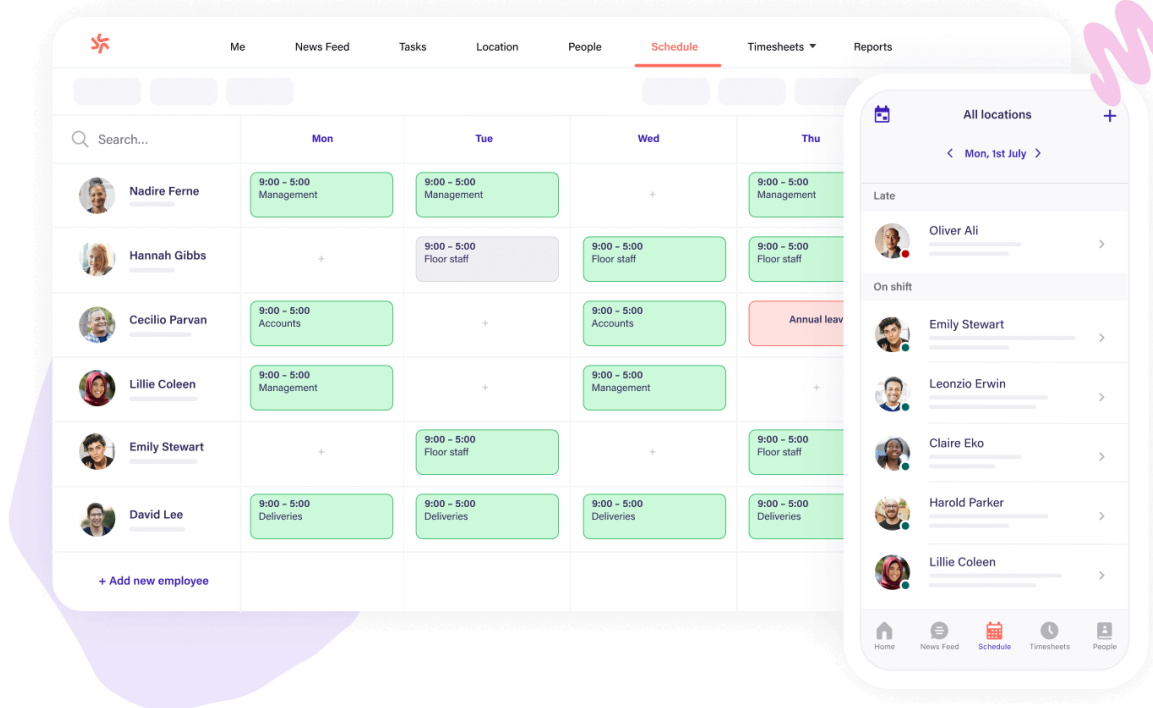 Me News Feed Tasks Location People Schedule Timesheets Reports
Search... Mon Tue Wed Thu
Nadire Ferne
9:00 – 5:00
Management
9:00 – 5:00
Management
+
9:00 – 5:00
Management
Hannah Gibbs
+
9:00 – 5:00
Floor staff
9:00 – 5:00
Floor staff
9:00 – 5:00
Floor staff
Cecilio Parvan
9:00 – 5:00
Accounts
+
9:00 – 5:00
Accounts
Annual leav
Lillie Coleen
9:00 – 5:00
Management
+
9:00 – 5:00
Management
+
Emily Stewart
+
9:00 – 5:00
Floor staff
+
9:00 – 5:00
Floor staff
David Lee
9:00 – 5:00
Deliveries
9:00 – 5:00
Deliveries
9:00 – 5:00
Deliveries
9:00 – 5:00
Deliveries
+ Add new employee
All locations +
Mon, 1st July
Late
Oliver Ali
On shift
Emily Stewart
Leonzio Erwin
Claire Eko
Harold Parker
Lillie Coleen
Home News Feed Schedule Timesheets People